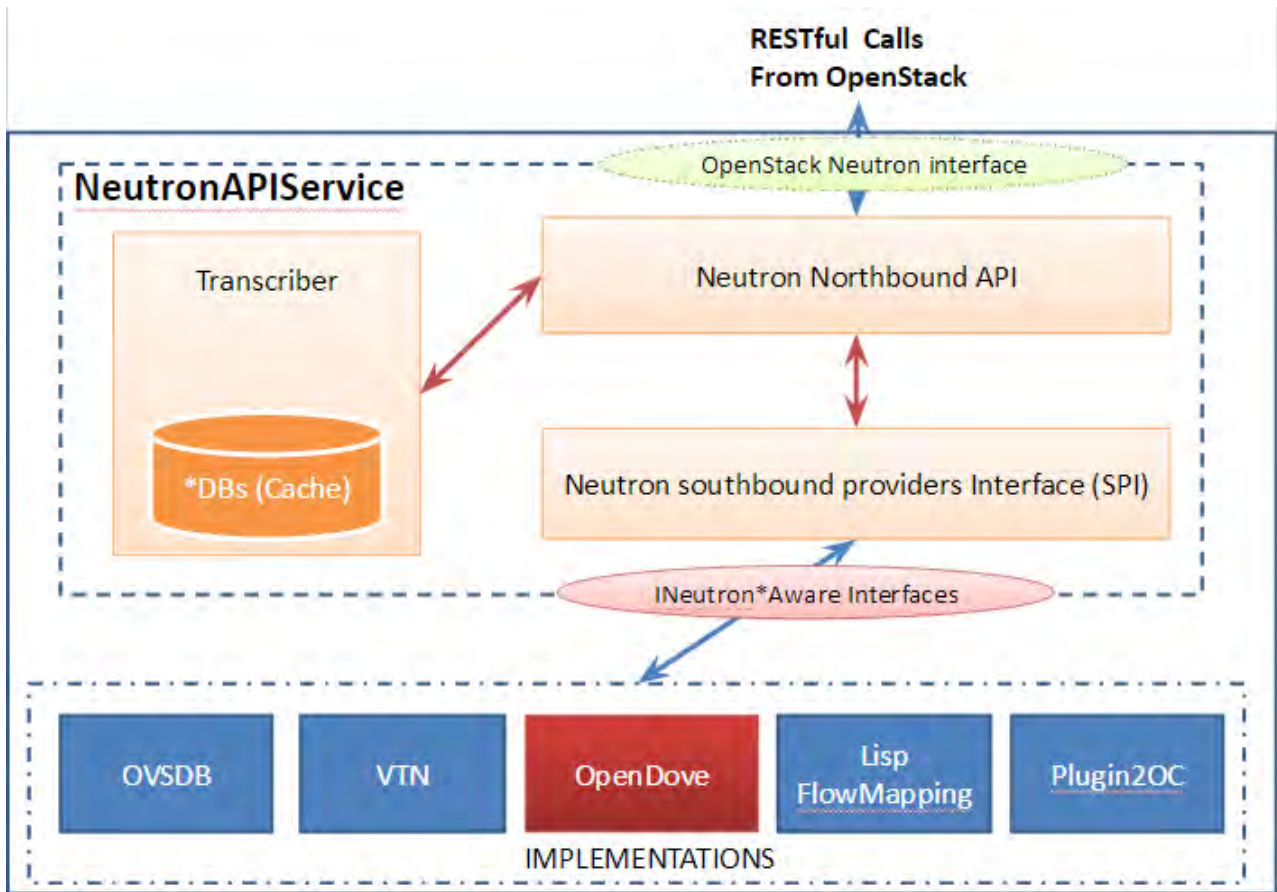 RESTful Calls
From OpenStack
OpenStack Neutron interface
NeutronAPIService
Transcriber
Neutron Northbound API
*DBs (Cache)
Neutron southbound providers Interface (SPI)
INeutron*Aware Interfaces
OVSDB
VTN
OpenDove
Lisp
FlowMapping
Plugin2OC
IMPLEMENTATIONS